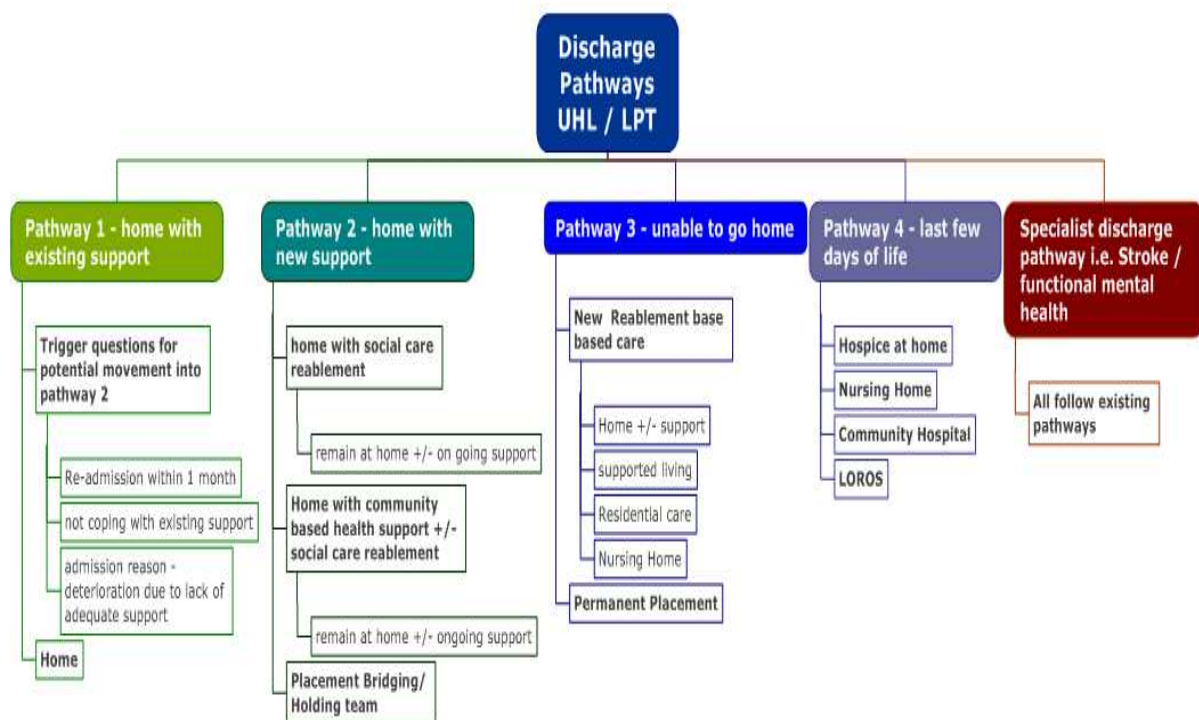 Discharge
Pathways
UHL / LPT
Pathway 1 - home with
existing support
Trigger questions for
potential movement into
pathway 2
Re-admission within 1 month
not coping with existing support
admission reason -
deterioration due to lack of
adequate support
Home
Pathway 2 - home with
new support
home with social care
reablement
remain at home +/- on going support
Home with community
based health support +/-
social care reablement
remain at home +/- ongoing support
Placement Bridging/
Holding team
Pathway 3 - unable to go home
New Reablement base
based care
Home +/- support
supported living
Residential care
Nursing Home
Permanent Placement
Pathway 4 - last few
days of life
Hospice at home
Nursing Home
Community Hospital
LOROS
Specialist discharge
pathway i.e. Stroke /
functional mental
health
All follow existing
pathways